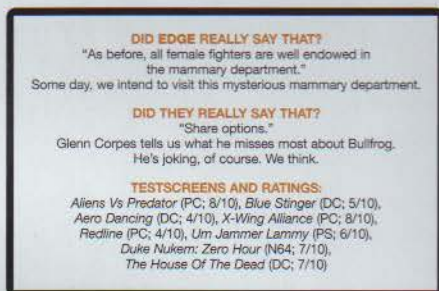 DID EDGE REALLY SAY THAT?
"As before, all female fighters are well endowed in
the mammary department."
Some day, we intend to visit this mysterious mammary department.
DID THEY REALLY SAY THAT?
"Share options."
Glenn Corpes tells us what he misses most about Bullfrog.
He's joking, of course. We think.
TESTSCREENS AND RATINGS:
Aliens Vs Predator (PC; 8/10), Blue Stinger (DC; 5/10),
Aero Dancing (DC; 4/10), X-Wing Alliance (PC; 8/10),
Redline (PC; 4/10), Um Jammer Lammy (PS; 6/10),
Duke Nukem: Zero Hour (N64; 7/10),
The House Of The Dead (DC; 7/10)